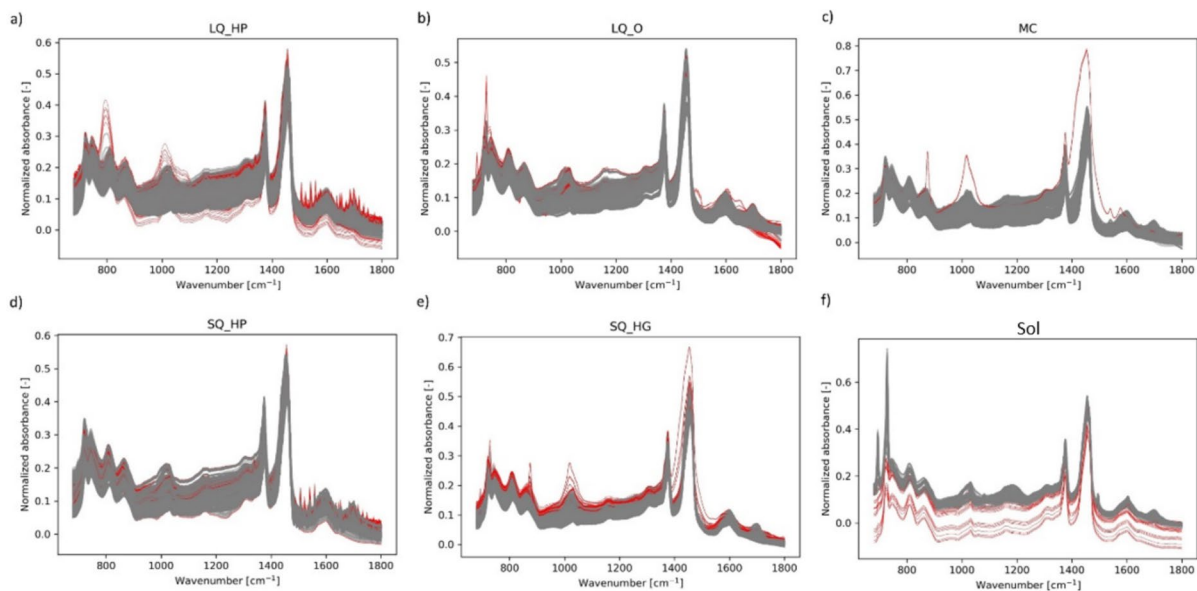 a)
LQ_HP
0.6
0.5
0.4
0.3
0.2
0.1
0.0
Normalized absorbance [-]
800 1000 1200 1400 1600 1800
Wavenumber [cm⁻¹]
b)
LQ_O
0.5
0.4
0.3
0.2
0.1
0.0
Normalized absorbance [-]
800 1000 1200 1400 1600 1800
Wavenumber [cm⁻¹]
c)
MC
0.8
0.7
0.6
0.5
0.4
0.3
0.2
0.1
0.0
Normalized absorbance [-]
800 1000 1200 1400 1600 1800
Wavenumber [cm⁻¹]
d)
SQ_HP
0.6
0.5
0.4
0.3
0.2
0.1
0.0
Normalized absorbance [-]
800 1000 1200 1400 1600 1800
Wavenumber [cm⁻¹]
e)
SQ_HG
0.7
0.6
0.5
0.4
0.3
0.2
0.1
0.0
Normalized absorbance [-]
800 1000 1200 1400 1600 1800
Wavenumber [cm⁻¹]
f)
Sol
0.6
0.4
0.2
0.0
Normalized absorbance [-]
800 1000 1200 1400 1600 1800
Wavenumber [cm⁻¹]